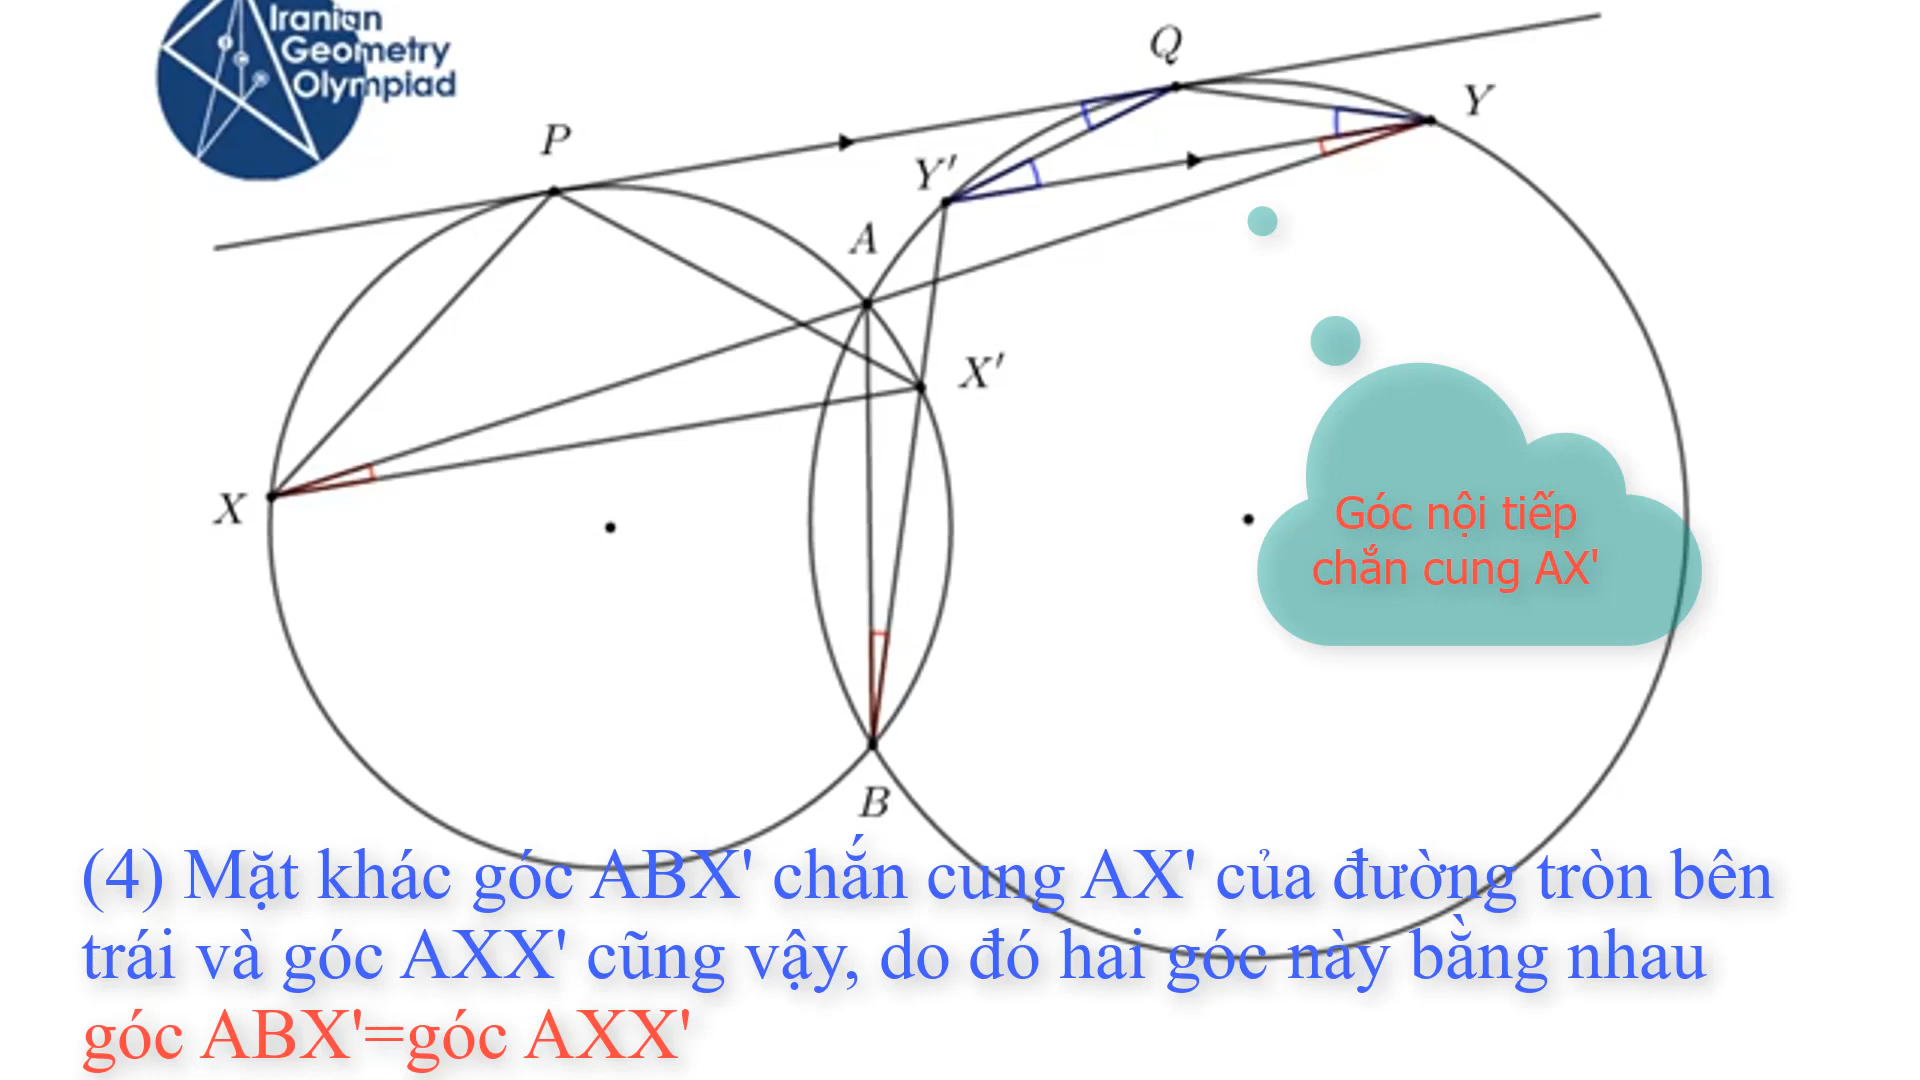 Iranian
Geometry
Olympiad
Q
Y
P
Y'
A
X'
X
Góc nội tiếp
chắn cung AX'
B
(4) Mặt khác góc ABX' chắn cung AX' của đường tròn bên
trái và góc AXX' cũng vậy, do đó hai góc này bằng nhau
góc ABX'=góc AXX'